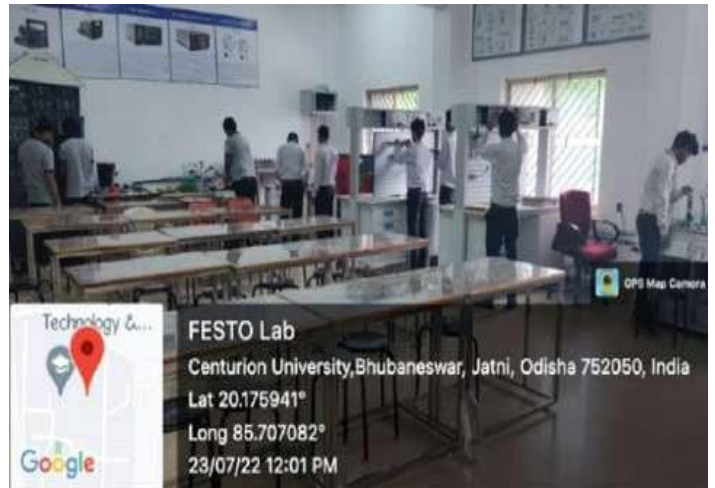 GPS Map Camera
Technology &...
Google
FESTO Lab
Centurion University,Bhubaneswar, Jatni, Odisha 752050, India
Lat 20.175941°
Long 85.707082°
23/07/22 12:01 PM